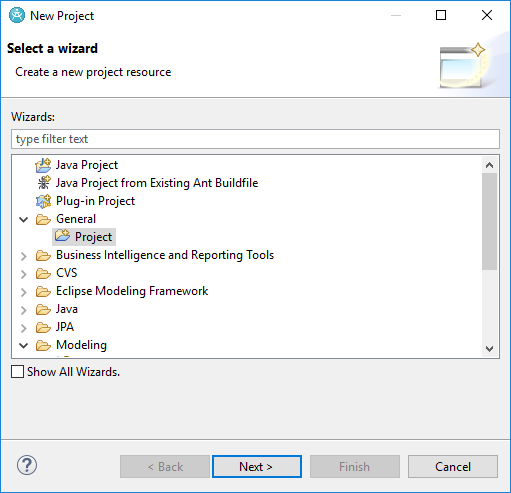 New Project
Select a wizard
Create a new project resource
Wizards:
type filter text
Java Project
Java Project from Existing Ant Buildfile
Plug-in Project
General
Project
Business Intelligence and Reporting Tools
CVS
Eclipse Modeling Framework
Java
JPA
Modeling
Show All Wizards.
?
< Back
Next >
Finish
Cancel